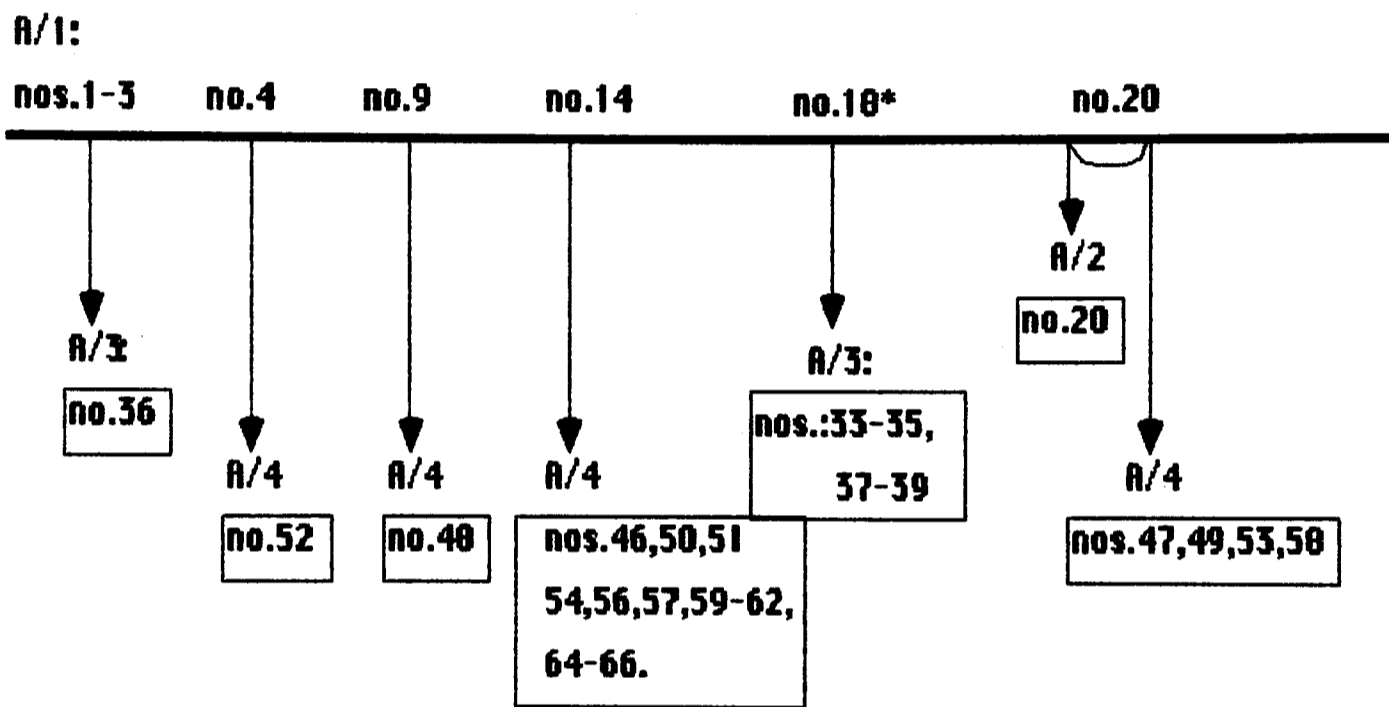 A/1:
nos.1-3 no.4 no.9 no.14 no.18* no.20
A/2
no.20
A/3:
no.36
A/3:
nos.:33-35,
37-39
A/4
no.52
A/4
no.48
A/4
nos.46,50,51
54,56,57,59-62,
64-66.
A/4
nos.47,49,53,58